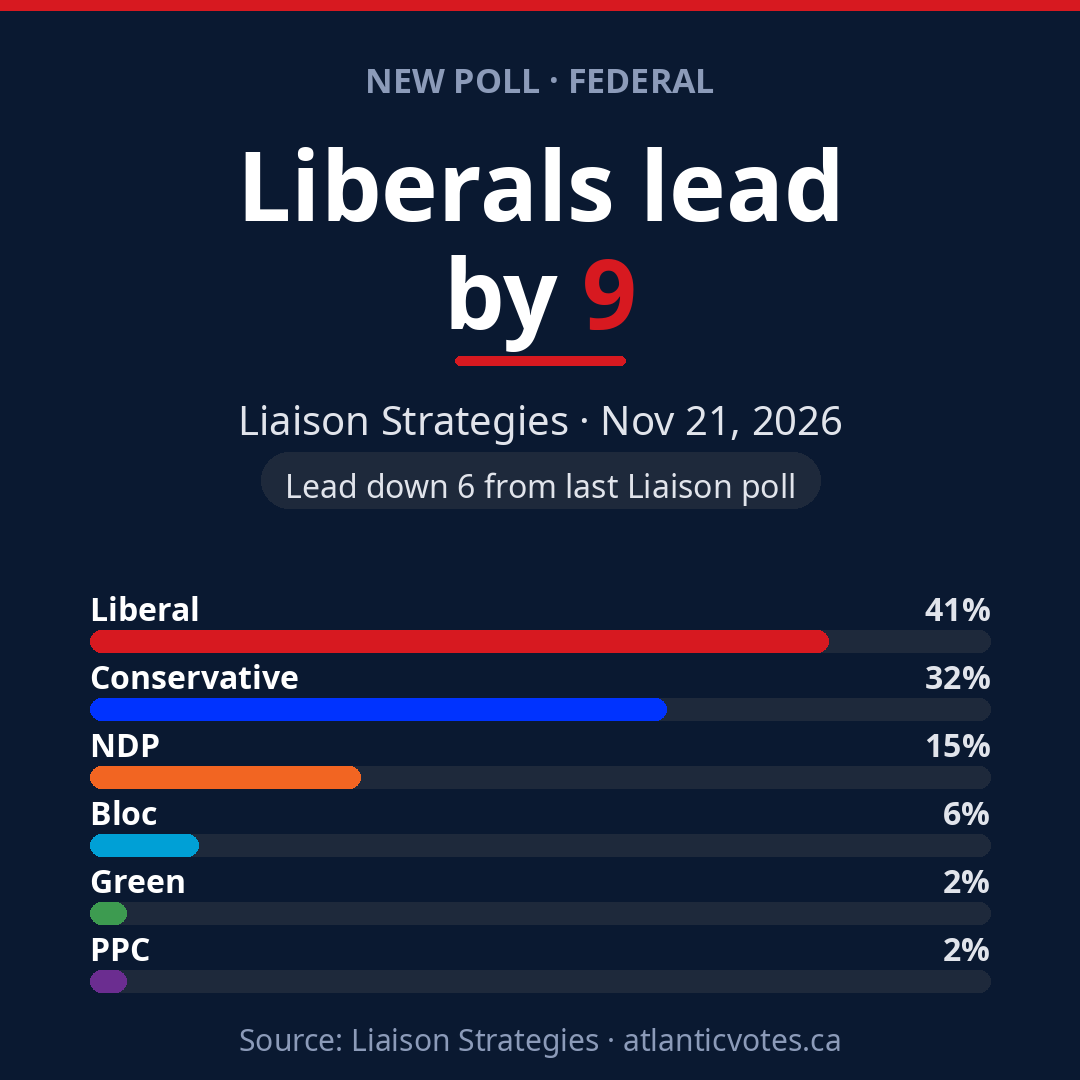 NEW POLL · FEDERAL
Liberals lead
by 9
Liaison Strategies · Nov 21, 2026
Lead down 6 from last Liaison poll
Liberal 41%
Conservative 32%
NDP 15%
Bloc 6%
Green 2%
PPC 2%
Source: Liaison Strategies · atlanticvotes.ca